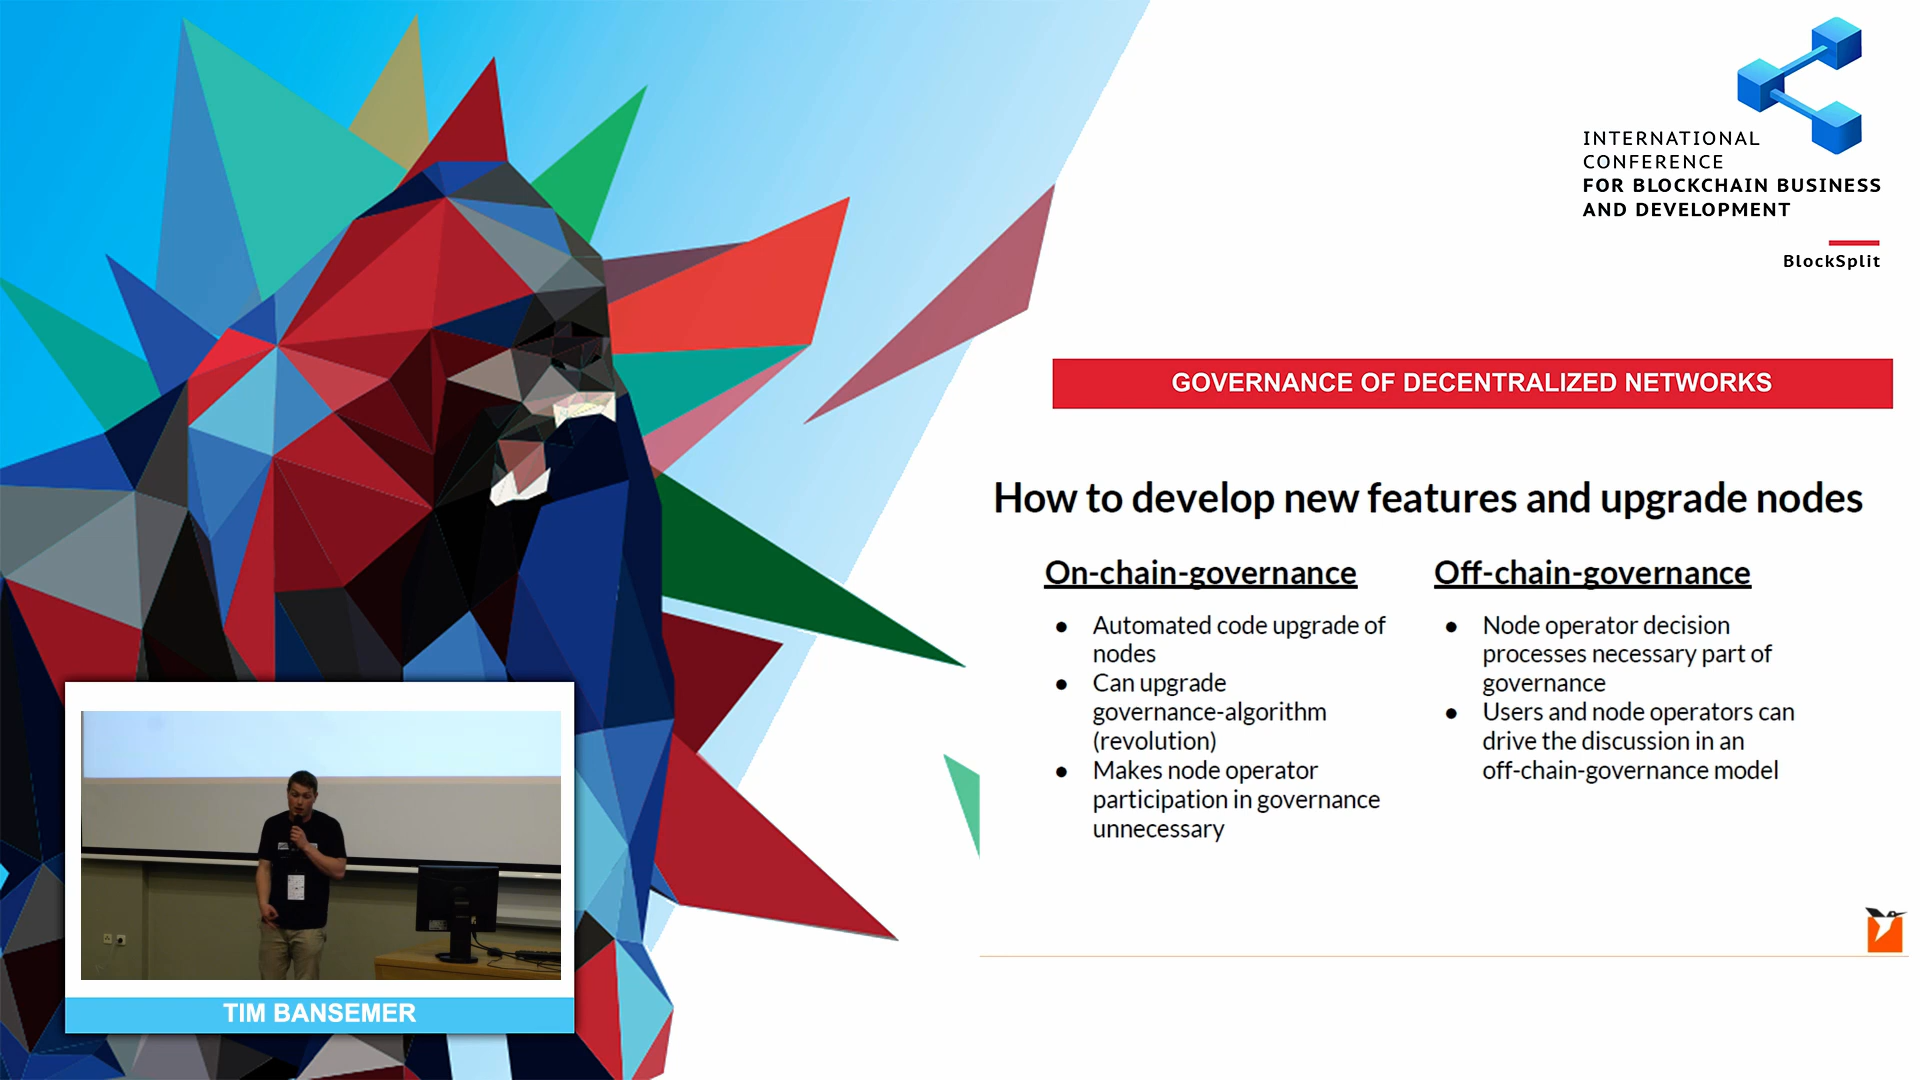 INTERNATIONAL
CONFERENCE
FOR BLOCKCHAIN BUSINESS
AND DEVELOPMENT
BlockSplit
GOVERNANCE OF DECENTRALIZED NETWORKS
How to develop new features and upgrade nodes
On-chain-governance
● Automated code upgrade of
nodes
● Can upgrade
governance-algorithm
(revolution)
● Makes node operator
participation in governance
unnecessary
Off-chain-governance
● Node operator decision
processes necessary part of
governance
● Users and node operators can
drive the discussion in an
off-chain-governance model
TIM BANSEMER